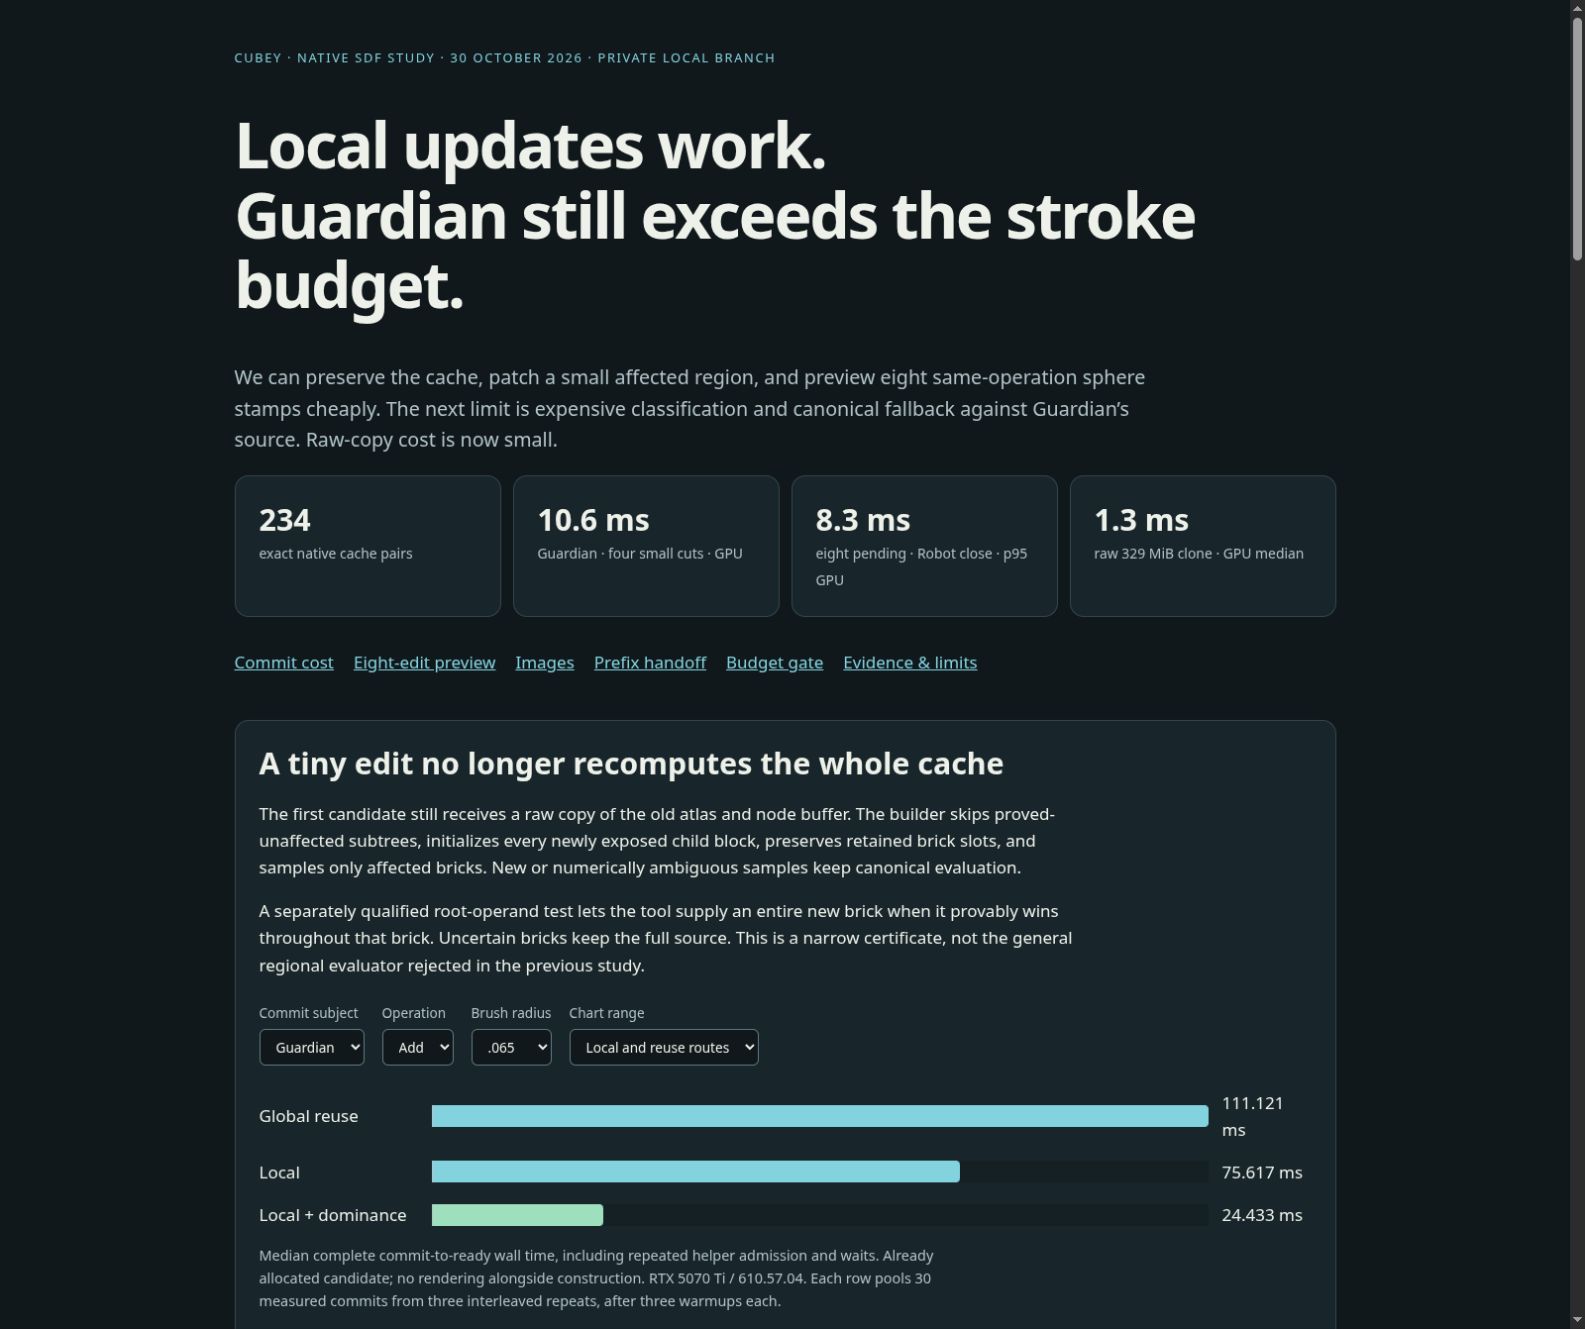 CUBEY · NATIVE SDF STUDY · 30 OCTOBER 2026 · PRIVATE LOCAL BRANCH
Local updates work.
Guardian still exceeds the stroke
budget.
We can preserve the cache, patch a small affected region, and preview eight same-operation sphere
stamps cheaply. The next limit is expensive classification and canonical fallback against Guardian’s
source. Raw-copy cost is now small.
234
exact native cache pairs
10.6 ms
Guardian · four small cuts · GPU
8.3 ms
eight pending · Robot close · p95
GPU
1.3 ms
raw 329 MiB clone · GPU median
Commit cost Eight-edit preview Images Prefix handoff Budget gate Evidence & limits
A tiny edit no longer recomputes the whole cache
The first candidate still receives a raw copy of the old atlas and node buffer. The builder skips proved-
unaffected subtrees, initializes every newly exposed child block, preserves retained brick slots, and
samples only affected bricks. New or numerically ambiguous samples keep canonical evaluation.
A separately qualified root-operand test lets the tool supply an entire new brick when it provably wins
throughout that brick. Uncertain bricks keep the full source. This is a narrow certificate, not the general
regional evaluator rejected in the previous study.
Commit subject Operation Brush radius Chart range
Guardian Add .065 Local and reuse routes
Global reuse 111.121
ms
Local 75.617 ms
Local + dominance 24.433 ms
Median complete commit-to-ready wall time, including repeated helper admission and waits. Already
allocated candidate; no rendering alongside construction. RTX 5070 Ti / 610.57.04. Each row pools 30
measured commits from three interleaved repeats, after three warmups each.